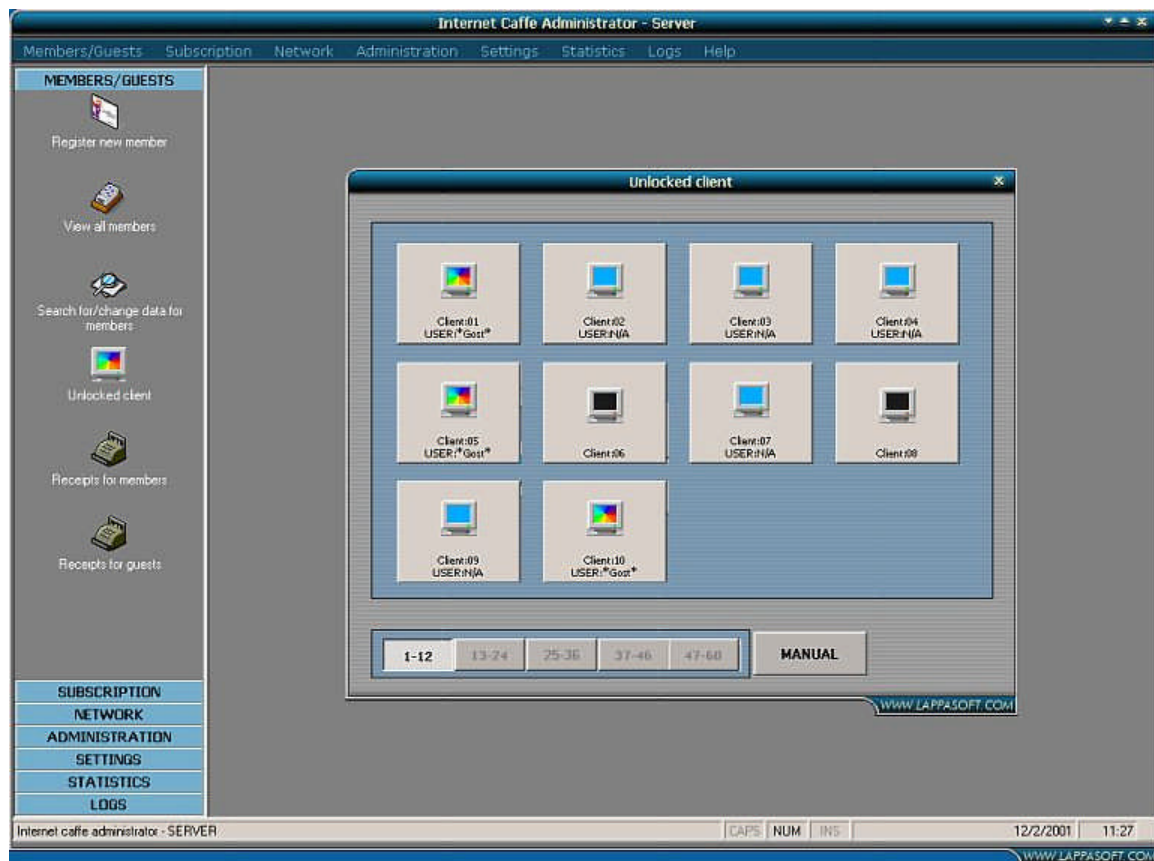 Internet Caffe Administrator - Server
Members/Guests Subscription Network Administration Settings Statistics Logs Help
MEMBERS/GUESTS
Register new member
View all members
Search for/change data for
members
Unlocked client
Receipts for members
Receipts for guests
SUBSCRIPTION
NETWORK
ADMINISTRATION
SETTINGS
STATISTICS
LOGS
Unlocked client
Client:01
USER:*Gost*
Client:02
USER:N/A
Client:03
USER:N/A
Client:04
USER:N/A
Client:05
USER:*Gost*
Client:06
Client:07
USER:N/A
Client:08
Client:09
USER:N/A
Client:10
USER:*Gost*
1-12 13-24 25-36 37-46 47-60 MANUAL
WWW.LAPPASOFT.COM
Internet caffe administrator - SERVER CAPS NUM INS 12/2/2001 11:27
WWW.LAPPASOFT.COM